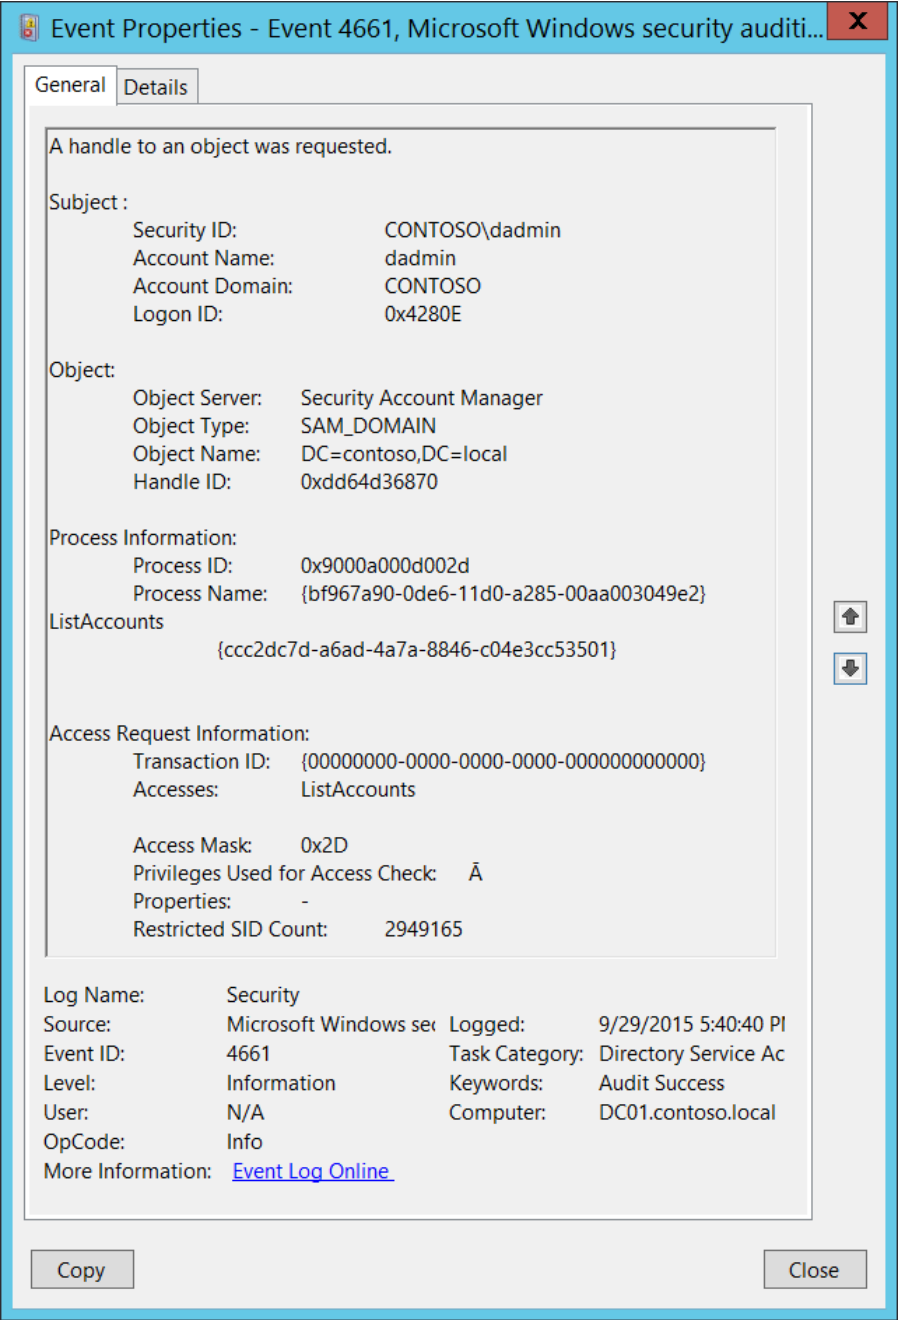 Event Properties - Event 4661, Microsoft Windows security auditi...
X
General Details
A handle to an object was requested.
Subject :
Security ID: CONTOSO\dadmin
Account Name: dadmin
Account Domain: CONTOSO
Logon ID: 0x4280E
Object:
Object Server: Security Account Manager
Object Type: SAM_DOMAIN
Object Name: DC=contoso,DC=local
Handle ID: 0xdd64d36870
Process Information:
Process ID: 0x9000a000d002d
Process Name: {bf967a90-0de6-11d0-a285-00aa003049e2}
ListAccounts
{ccc2dc7d-a6ad-4a7a-8846-c04e3cc53501}
Access Request Information:
Transaction ID: {00000000-0000-0000-0000-000000000000}
Accesses: ListAccounts
Access Mask: 0x2D
Privileges Used for Access Check: Ā
Properties: -
Restricted SID Count: 2949165
Log Name: Security
Source: Microsoft Windows sec Logged: 9/29/2015 5:40:40 PM
Event ID: 4661 Task Category: Directory Service Ac
Level: Information Keywords: Audit Success
User: N/A Computer: DC01.contoso.local
OpCode: Info
More Information: Event Log Online
Copy Close